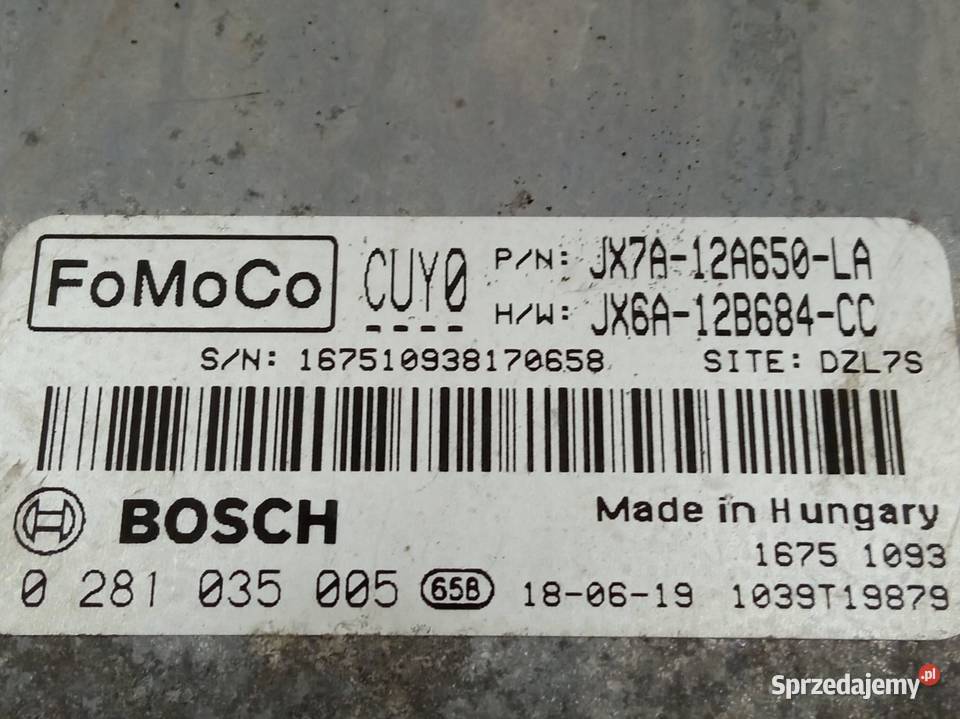 FoMoCo CUY0 P/N: JX7A-12A650-LA
H/W: JX6A-12B684-CC
S/N: 167510938170658 SITE: DZL7S
BOSCH Made in Hungary
1675 1093
0 281 035 005 65B 18-06-19 1039T19879
Sprzedajemy.pl